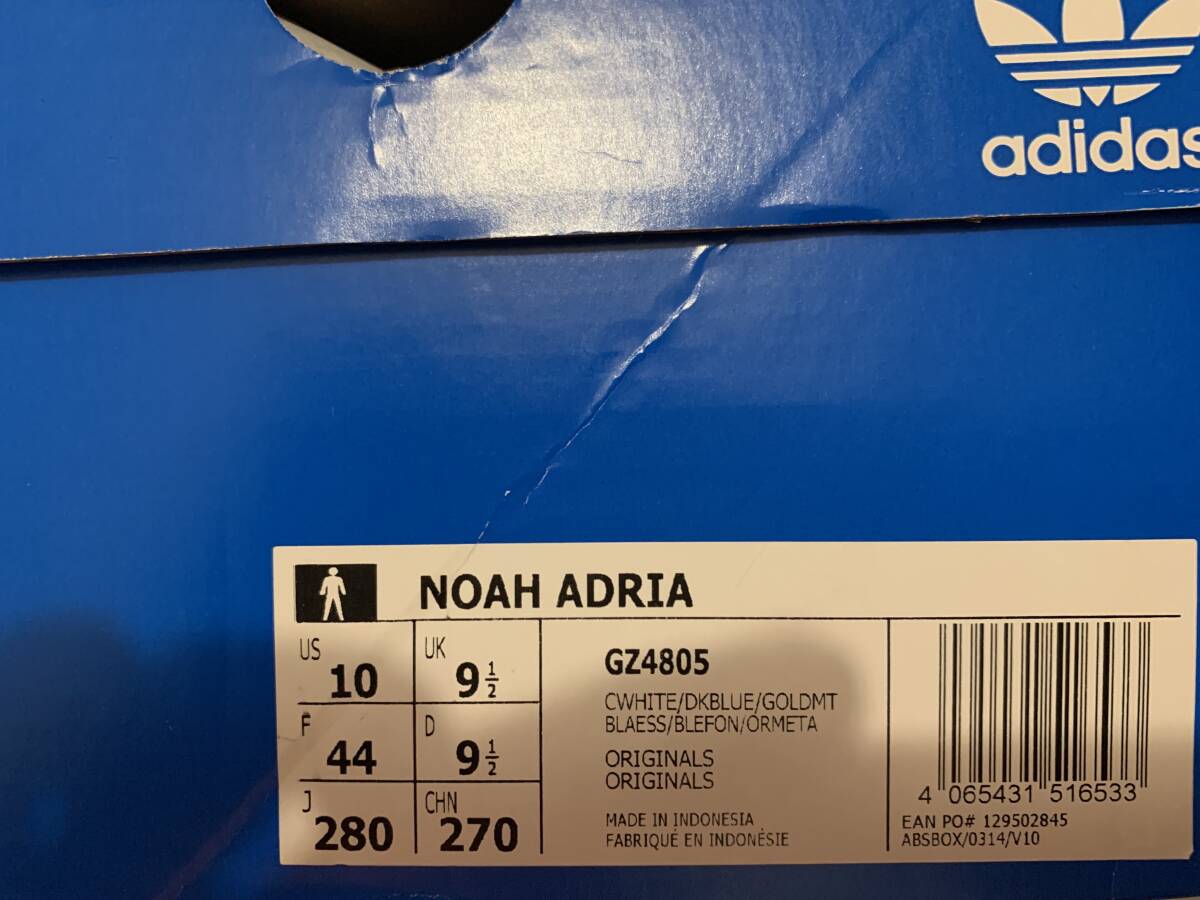 adidas
NOAH ADRIA
US 10
UK 9 1/2
F 44
D 9 1/2
J 280
CHN 270
GZ4805
CWHITE/DKBLUE/GOLDMT
BLAESS/BLEFON/ORMETA
ORIGINALS
ORIGINALS
MADE IN INDONESIA
FABRIQUÉ EN INDONÉSIE
4 065431 516533
EAN PO# 129502845
ABSBOX/0314/V10